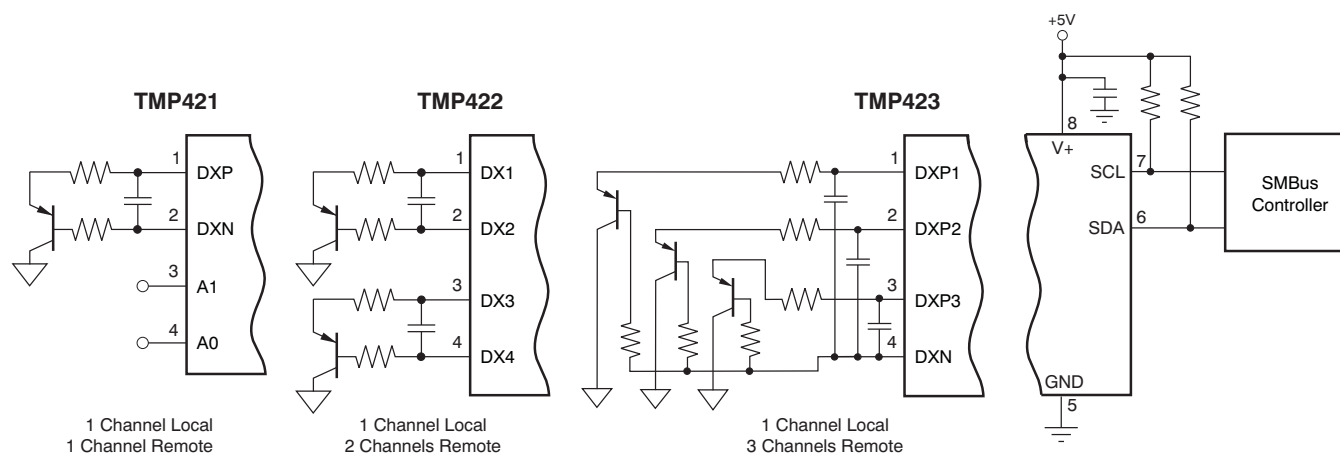 TMP421
1
DXP
2
DXN
3
A1
4
A0
1 Channel Local
1 Channel Remote
TMP422
1
DX1
2
DX2
3
DX3
4
DX4
1 Channel Local
2 Channels Remote
TMP423
1
DXP1
2
DXP2
3
DXP3
4
DXN
1 Channel Local
3 Channels Remote
+5V
8
V+
SCL
7
SDA
6
GND
5
SMBus
Controller